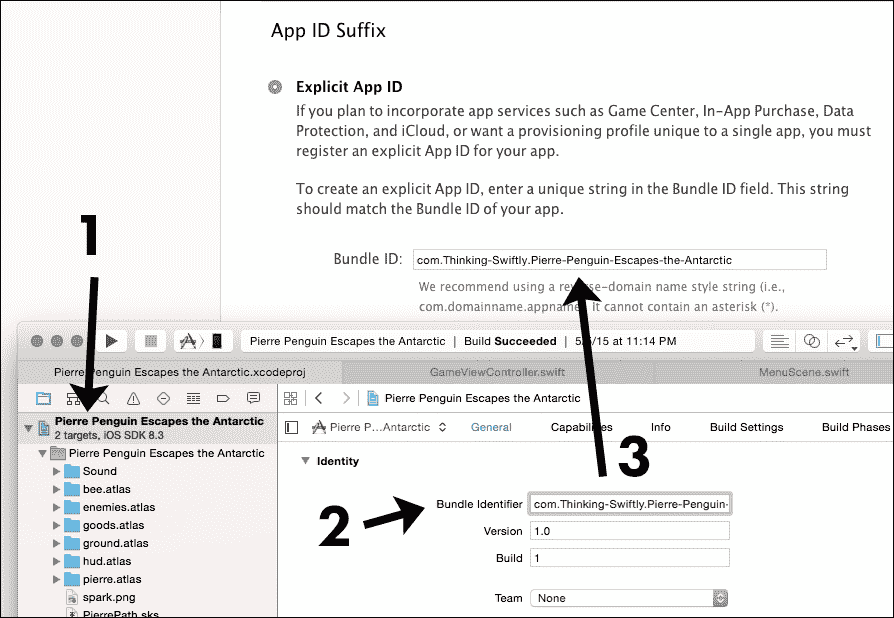 App ID Suffix
Explicit App ID
If you plan to incorporate app services such as Game Center, In-App Purchase, Data
Protection, and iCloud, or want a provisioning profile unique to a single app, you must
register an explicit App ID for your app.
To create an explicit App ID, enter a unique string in the Bundle ID field. This string
should match the Bundle ID of your app.
1
Bundle ID: com.Thinking-Swiftly.Pierre-Penguin-Escapes-the-Antarctic
We recommend using a reverse-domain name style string (i.e.,
com.domainname.appname). It cannot contain an asterisk (*).
Pierre Penguin Escapes the Antarctic | Build Succeeded | at 11:14 PM
Pierre Penguin Escapes the Antarctic.xcodeproj GameViewController.swift MenuScene.swift
Pierre Penguin Escapes the Antarctic
Pierre Penguin Escapes the Antarctic
2 targets, iOS SDK 8.3
Pierre P...Antarctic General Capabilities Info Build Settings Build Phases
Pierre Penguin Escapes the Antarctic
3
Identity
Sound
bee.atlas
enemies.atlas
goods.atlas
ground.atlas
hud.atlas
pierre.atlas
spark.png
PierrePath.sks
2
Bundle Identifier com.Thinking-Swiftly.Pierre-Penguin-
Version 1.0
Build 1
Team None